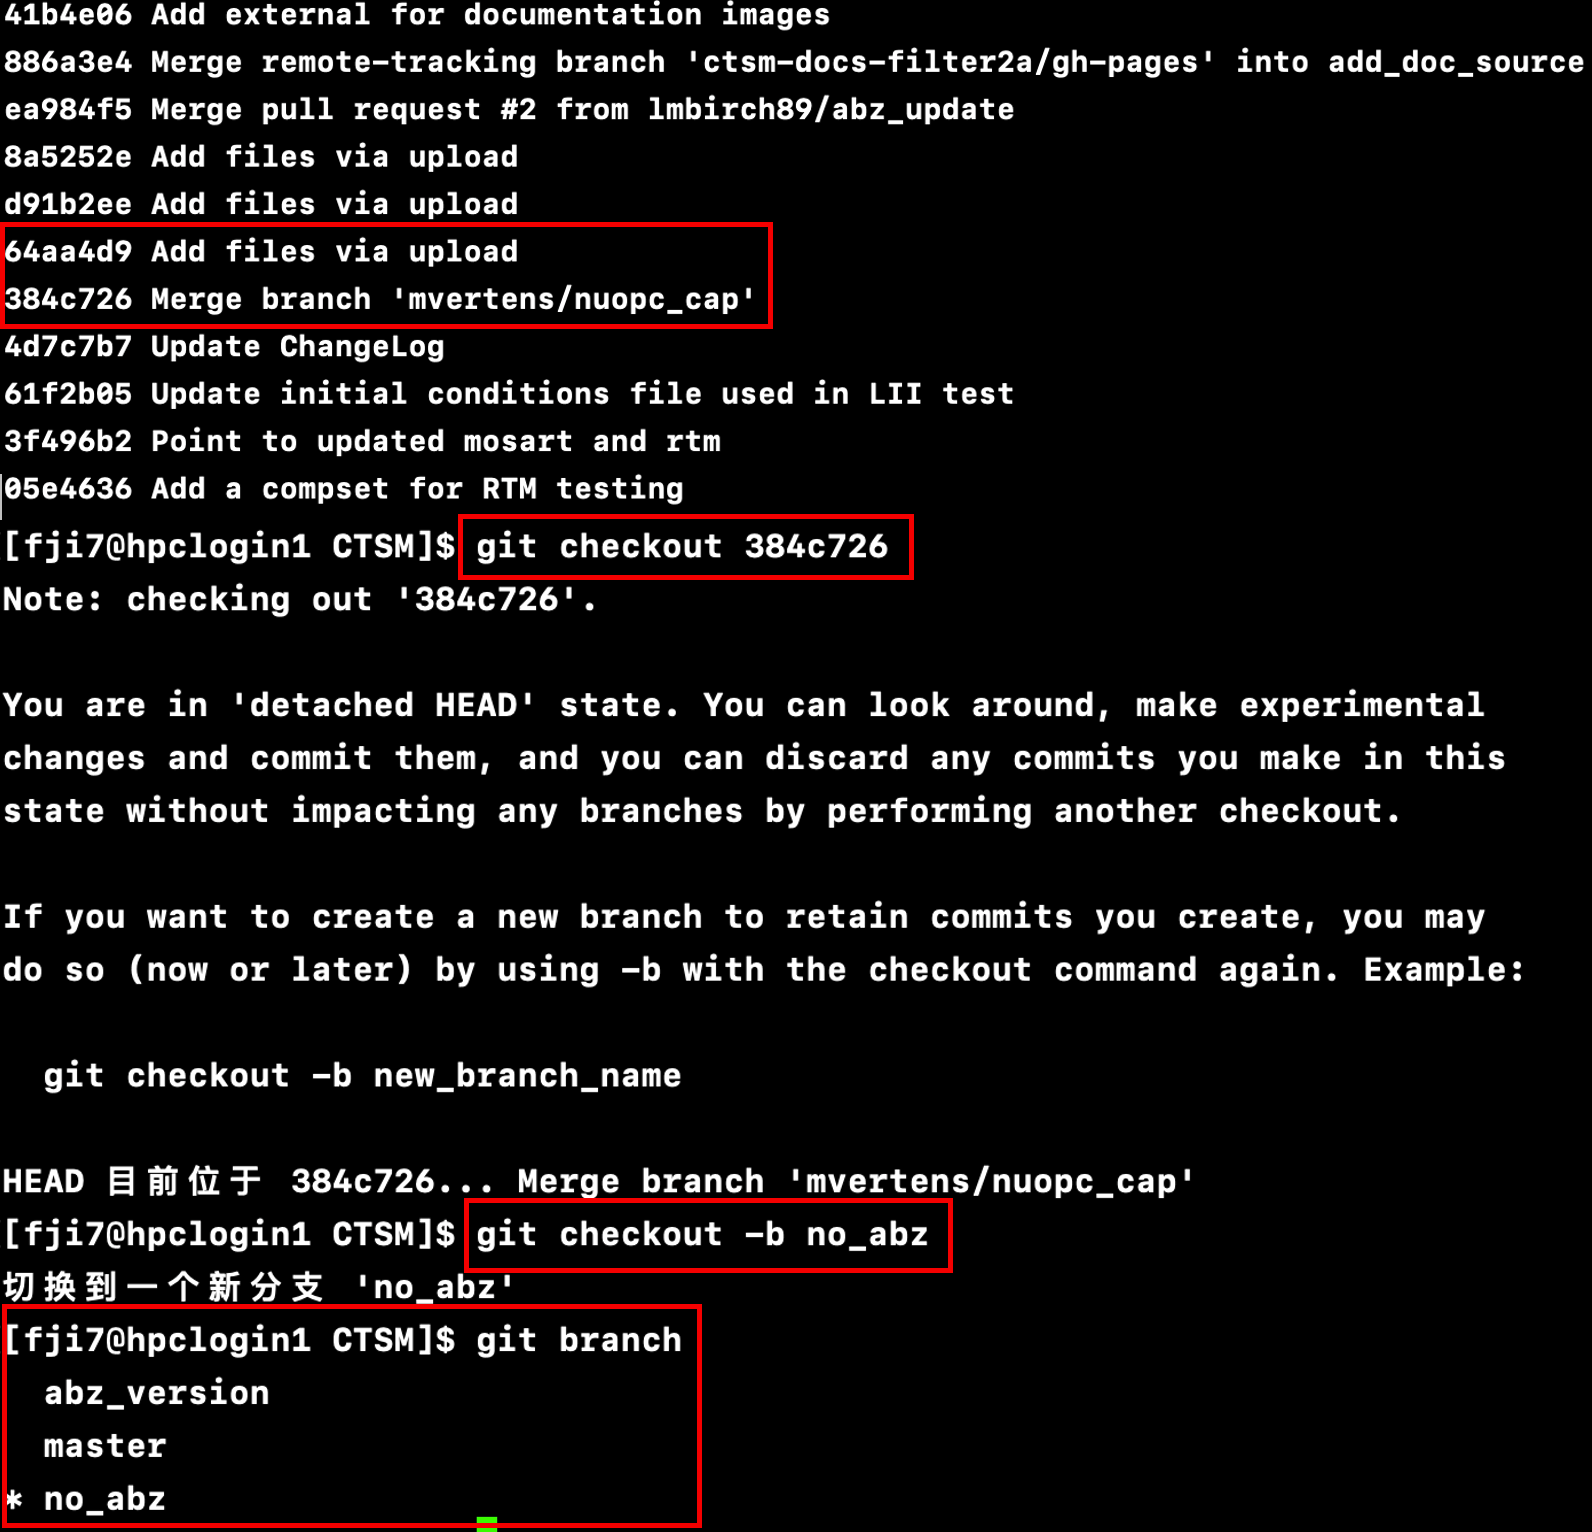 41b4e06 Add external for documentation images
886a3e4 Merge remote-tracking branch 'ctsm-docs-filter2a/gh-pages' into add_doc_source
ea984f5 Merge pull request #2 from lmbirch89/abz_update
8a5252e Add files via upload
d91b2ee Add files via upload
64aa4d9 Add files via upload
384c726 Merge branch 'mvertens/nuopc_cap'
4d7c7b7 Update ChangeLog
61f2b05 Update initial conditions file used in LII test
3f496b2 Point to updated mosart and rtm
05e4636 Add a compset for RTM testing
[fji7@hpclogin1 CTSM]$ git checkout 384c726
Note: checking out '384c726'.
You are in 'detached HEAD' state. You can look around, make experimental
changes and commit them, and you can discard any commits you make in this
state without impacting any branches by performing another checkout.
If you want to create a new branch to retain commits you create, you may
do so (now or later) by using -b with the checkout command again. Example:
git checkout -b new_branch_name
HEAD 目前位于 384c726... Merge branch 'mvertens/nuopc_cap'
[fji7@hpclogin1 CTSM]$ git checkout -b no_abz
切换到一个新分支 'no_abz'
[fji7@hpclogin1 CTSM]$ git branch
abz_version
master
* no_abz